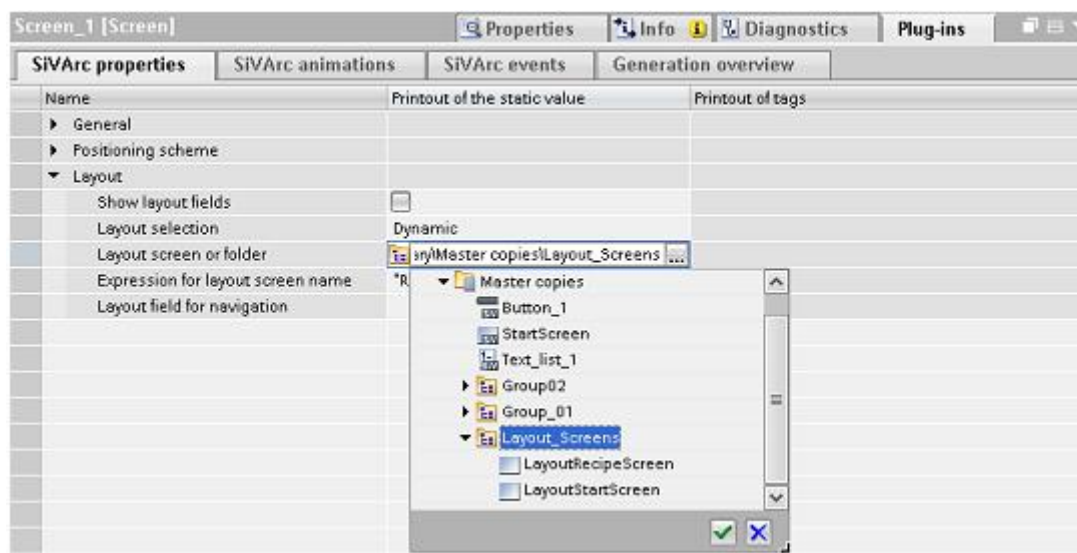 Screen_1 [Screen] Properties Info Diagnostics Plug-ins
SiVArc properties SiVArc animations SiVArc events Generation overview
Name Printout of the static value Printout of tags
General
Positioning scheme
Layout
Show layout fields
Layout selection Dynamic
Layout screen or folder ary\Master copies\Layout_Screens ...
Expression for layout screen name "R
Master copies
Layout field for navigation
Button_1
StartScreen
Text_list_1
Group02
Group_01
Layout_Screens
LayoutRecipeScreen
LayoutStartScreen